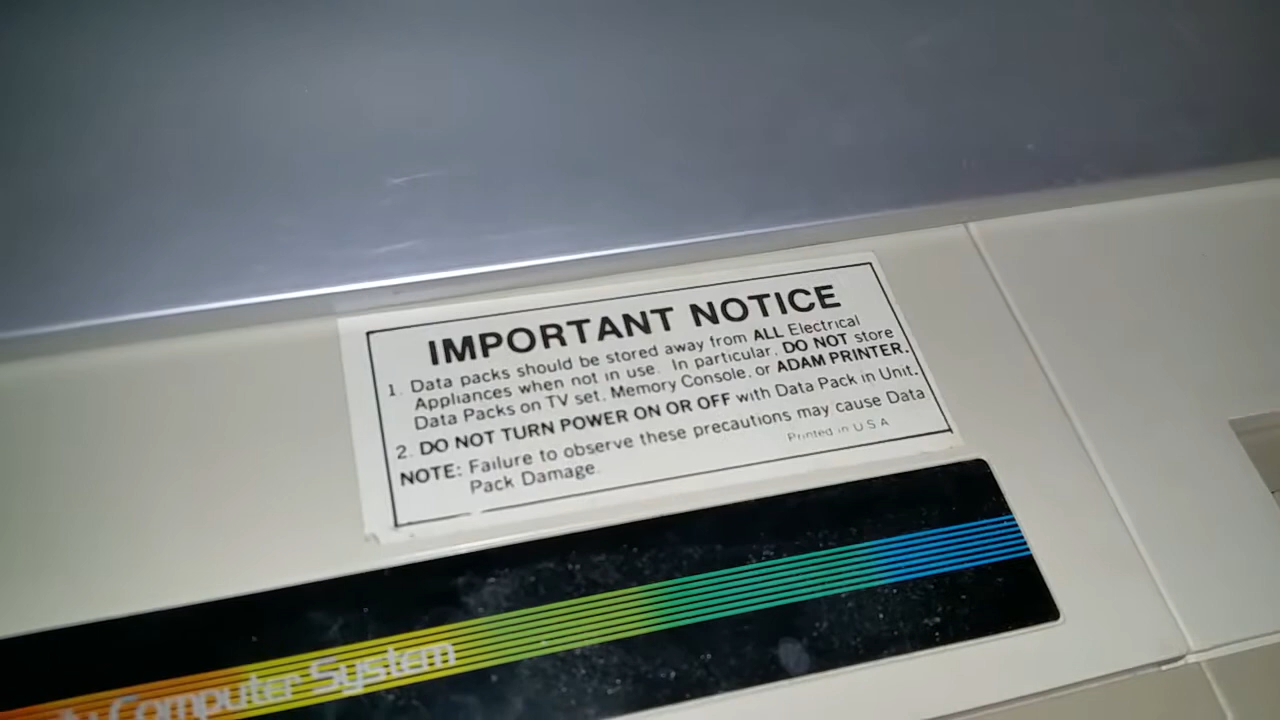 IMPORTANT NOTICE
1. Data packs should be stored away from ALL Electrical
Appliances when not in use. In particular, DO NOT store
Data Packs on TV set, Memory Console, or ADAM PRINTER.
2. DO NOT TURN POWER ON OR OFF with Data Pack in Unit.
NOTE: Failure to observe these precautions may cause Data
Pack Damage.
Printed in U S A
Computer System